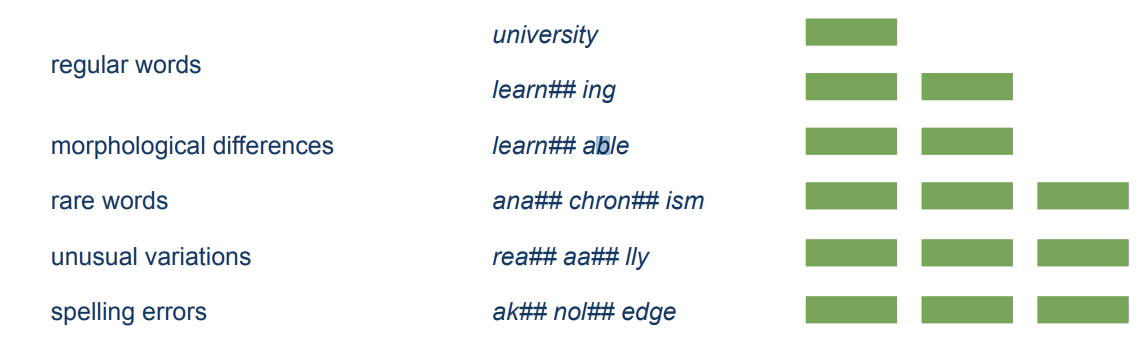 university
regular words
learn## ing
morphological differences learn## able
rare words ana## chron## ism
unusual variations rea## aa## lly
spelling errors ak## nol## edge